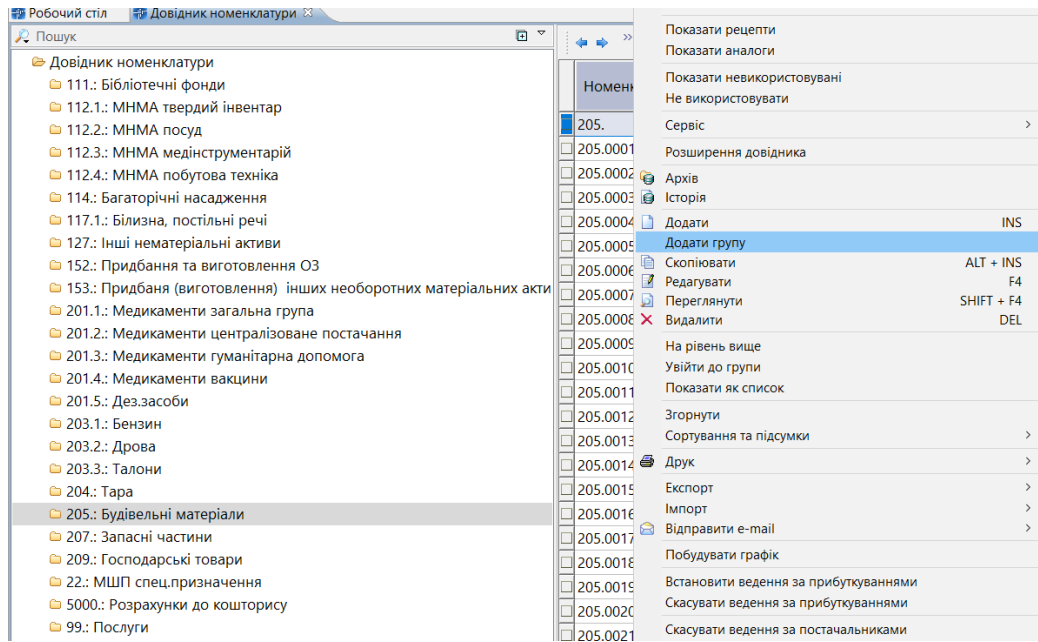 Робочий стіл
Довідник номенклатури
Пошук
Довідник номенклатури
111.: Бібліотечні фонди
112.1.: МНМА твердий інвентар
112.2.: МНМА посуд
112.3.: МНМА медінструментарій
112.4.: МНМА побутова техніка
114.: Багаторічні насадження
117.1.: Білизна, постільні речі
127.: Інші нематеріальні активи
152.: Придбання та виготовлення ОЗ
153.: Придбаня (виготовлення) інших необоротних матеріальних акти
201.1.: Медикаменти загальна група
201.2.: Медикаменти централізоване постачання
201.3.: Медикаменти гуманітарна допомога
201.4.: Медикаменти вакцини
201.5.: Дез.засоби
203.1.: Бензин
203.2.: Дрова
203.3.: Талони
204.: Тара
205.: Будівельні матеріали
207.: Запасні частини
209.: Господарські товари
22.: МШП спец.призначення
5000.: Розрахунки до кошторису
99.: Послуги
Номен
205.
205.0001
205.0002
205.0003
205.0004
205.0005
205.0006
205.0007
205.0008
205.0009
205.0010
205.0011
205.0012
205.0013
205.0014
205.0015
205.0016
205.0017
205.0018
205.0019
205.0020
205.0021
Показати рецепти
Показати аналоги
Показати невикористовувані
Не використовувати
Сервіс
Розширення довідника
Архів
Історія
Додати INS
Додати групу
Скопіювати ALT + INS
Редагувати F4
Переглянути SHIFT + F4
Видалити DEL
На рівень вище
Увійти до групи
Показати як список
Згорнути
Сортування та підсумки
Друк
Експорт
Імпорт
Відправити e-mail
Побудувати графік
Встановити ведення за прибуткуваннями
Скасувати ведення за прибуткуваннями
Скасувати ведення за постачальниками